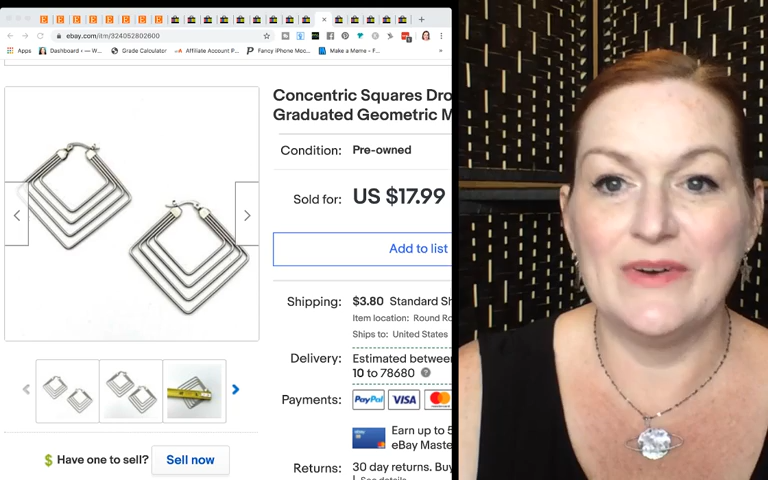 ebay.com/itm/324052802600
Apps
Dashboard ‹ — W...
Grade Calculator
Affiliate Account P...
Fancy iPhone Moc...
Make a Meme - F...
»
Concentric Squares Dro
Graduated Geometric M
Condition: Pre-owned
Sold for: US $17.99
Add to list
Shipping: $3.80 Standard Sh
Item location: Round Ro
Ships to: United States
Delivery: Estimated between
10 to 78680
Payments: PayPal VISA
Earn up to 5
eBay Maste
Returns: 30 day returns. Buy
See details
Have one to sell? Sell now